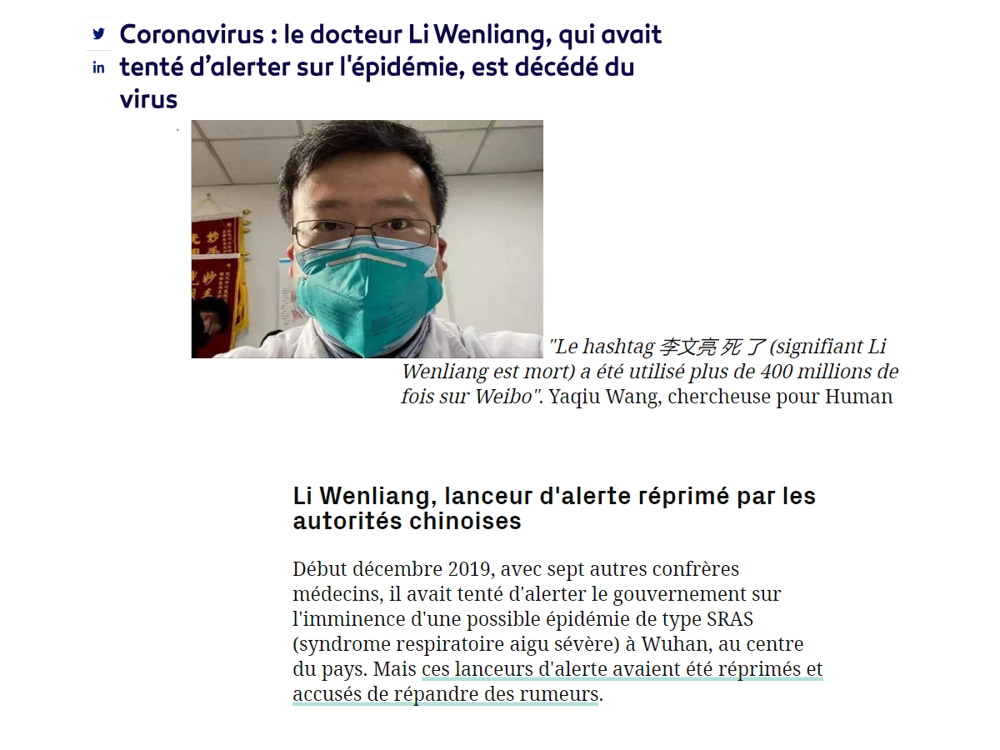 Coronavirus : le docteur Li Wenliang, qui avait
in
tenté d’alerter sur l'épidémie, est décédé du
virus
妙手
妙手
"Le hashtag 李文亮 死 了 (signifiant Li
Wenliang est mort) a été utilisé plus de 400 millions de
fois sur Weibo". Yaqiu Wang, chercheuse pour Human
Li Wenliang, lanceur d'alerte réprimé par les
autorités chinoises
Début décembre 2019, avec sept autres confrères
médecins, il avait tenté d'alerter le gouvernement sur
l'imminence d'une possible épidémie de type SRAS
(syndrome respiratoire aigu sévère) à Wuhan, au centre
du pays. Mais ces lanceurs d'alerte avaient été réprimés et
accusés de répandre des rumeurs.